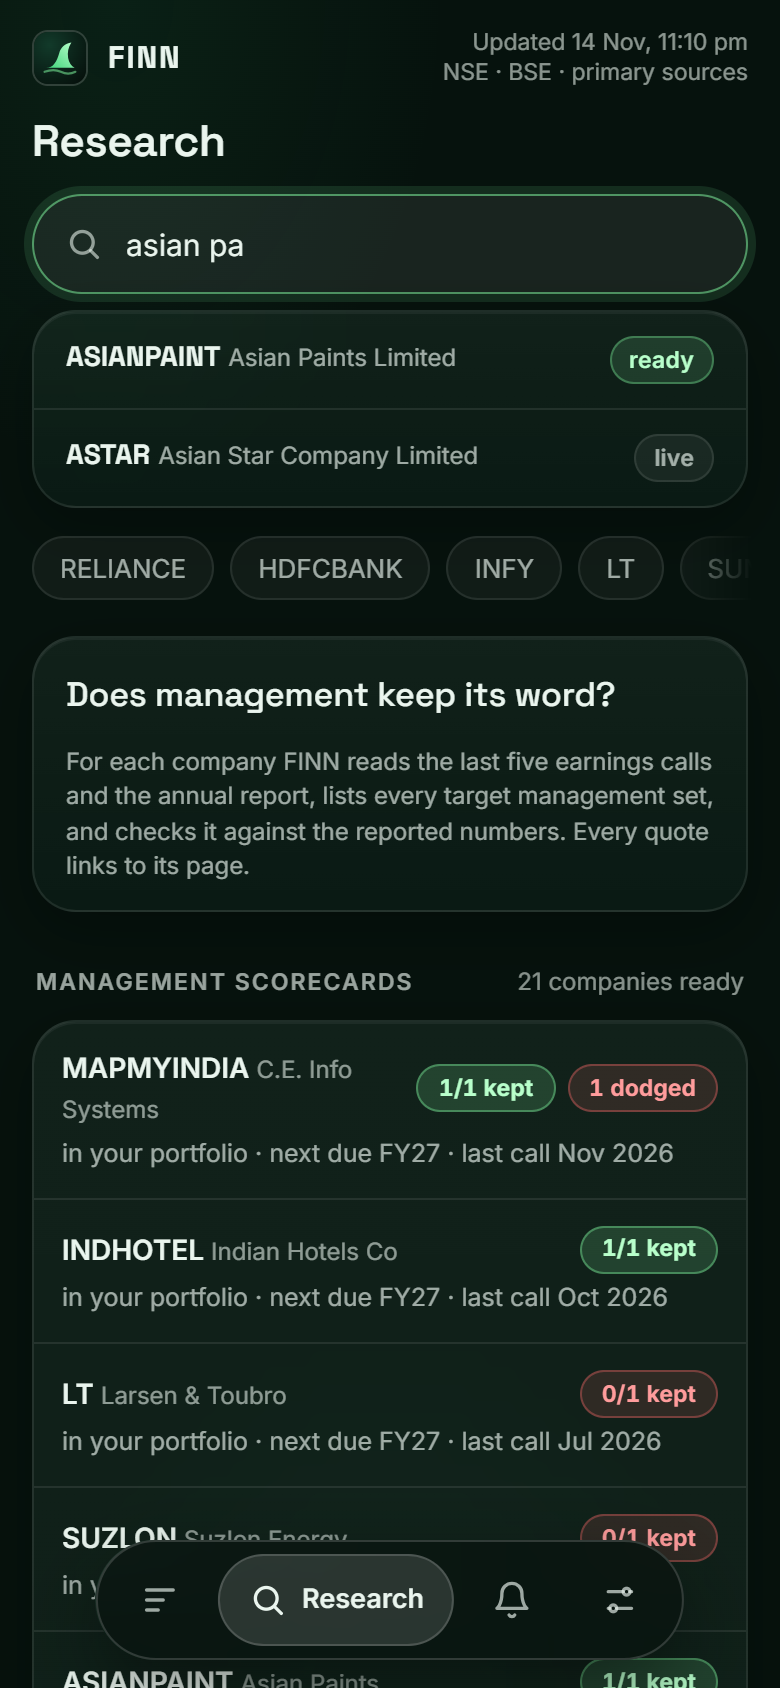 FINN
Updated 14 Nov, 11:10 pm
NSE · BSE · primary sources
Research
asian pa
ASIANPAINT Asian Paints Limited ready
ASTAR Asian Star Company Limited live
RELIANCE HDFCBANK INFY LT
Does management keep its word?
For each company FINN reads the last five earnings calls
and the annual report, lists every target management set,
and checks it against the reported numbers. Every quote
links to its page.
MANAGEMENT SCORECARDS 21 companies ready
MAPMYINDIA C.E. Info
Systems
1/1 kept 1 dodged
in your portfolio · next due FY27 · last call Nov 2026
INDHOTEL Indian Hotels Co 1/1 kept
in your portfolio · next due FY27 · last call Oct 2026
LT Larsen & Toubro 0/1 kept
in your portfolio · next due FY27 · last call Jul 2026
SUZLON Suzlon Energy 0/1 kept
in
Research
ASIANPAINT Asian Paints 1/1 kept